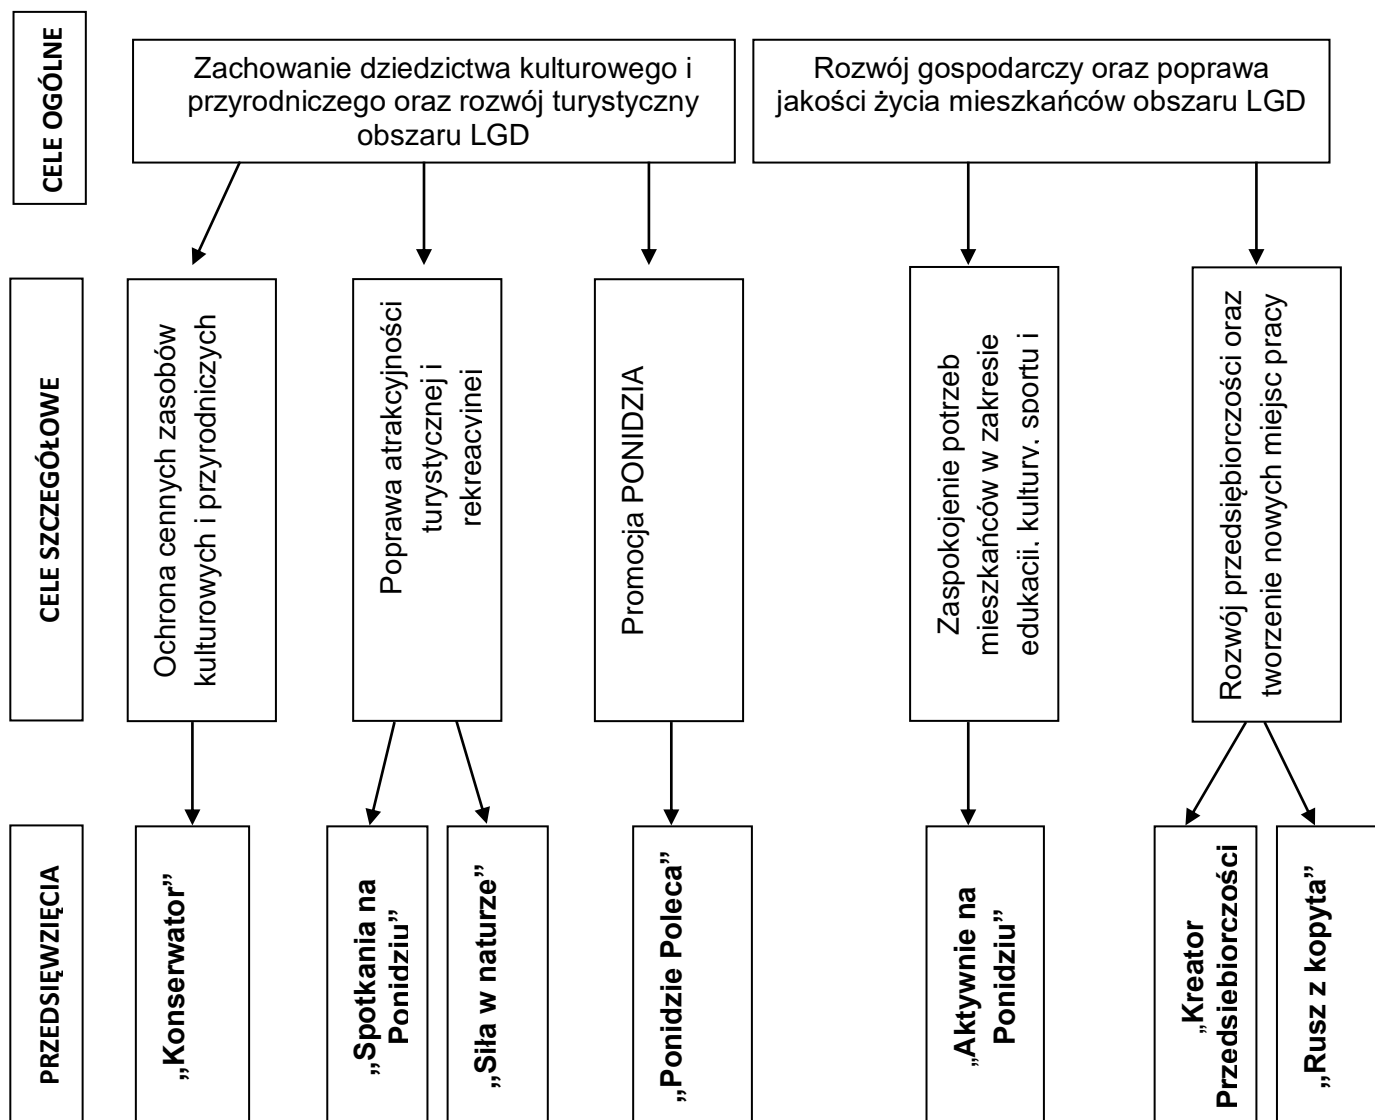 CELE OGÓLNE
Zachowanie dziedzictwa kulturowego i
przyrodniczego oraz rozwój turystyczny
obszaru LGD
Rozwój gospodarczy oraz poprawa
jakości życia mieszkańców obszaru LGD
CELE SZCZEGÓŁOWE
Ochrona cennych zasobów
kulturowych i przyrodniczych
Poprawa atrakcyjności
turystycznej i
rekreacyjnej
Promocja PONIDZIA
Zaspokojenie potrzeb
mieszkańców w zakresie
edukacji, kultury, sportu i
Rozwój przedsiębiorczości oraz
tworzenie nowych miejsc pracy
PRZEDSIĘWZIĘCIA
„Konserwator”
„Spotkania na
Ponidziu”
„Siła w naturze”
„Ponidzie Poleca”
„Aktywnie na
Ponidziu”
„Kreator
Przedsiebiorczości
„Rusz z kopyta”